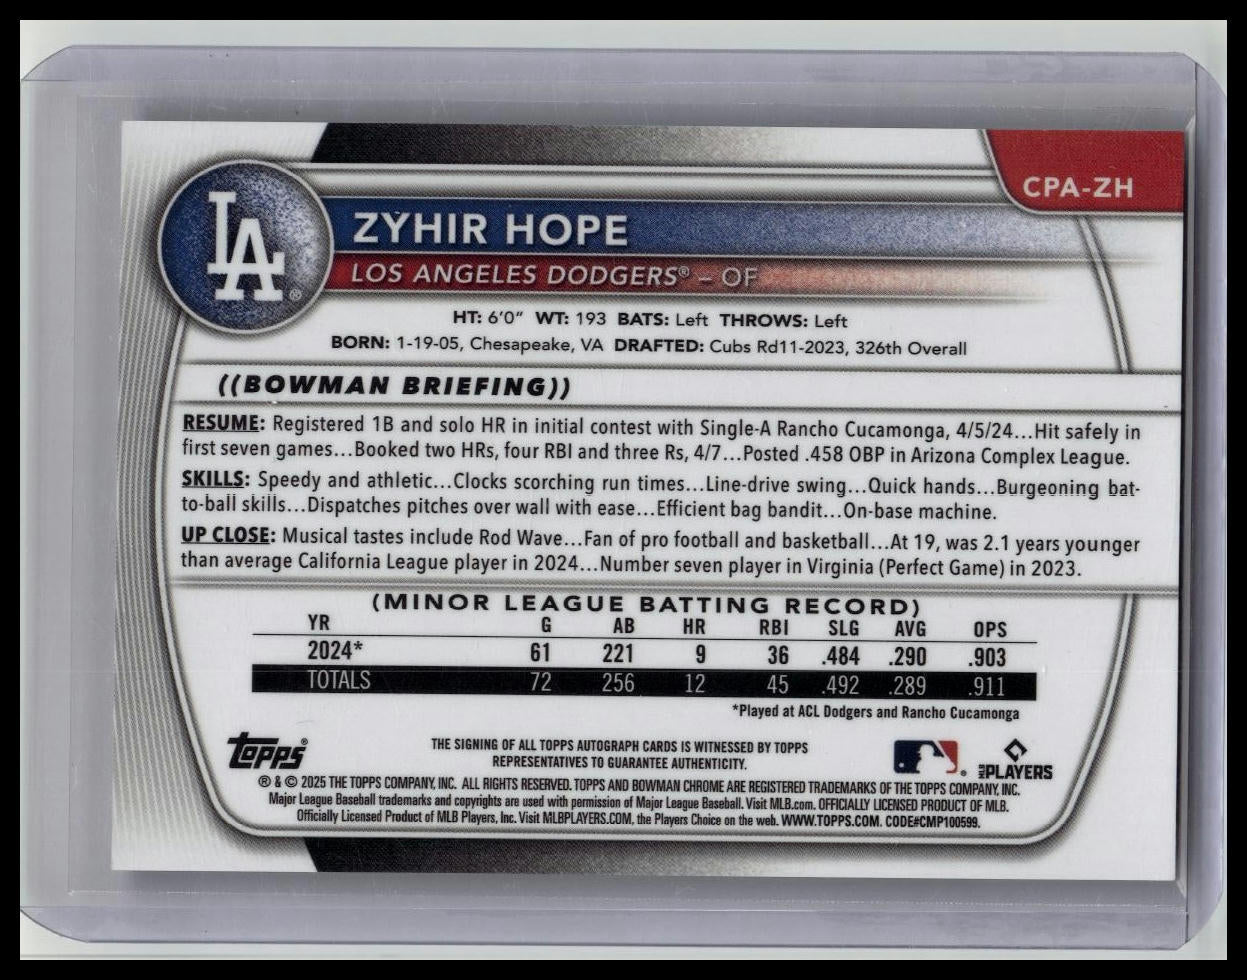 CPA-ZH
LA®
ZYHIR HOPE
LOS ANGELES DODGERS® – OF
HT: 6'0" WT: 193 BATS: Left THROWS: Left
BORN: 1-19-05, Chesapeake, VA DRAFTED: Cubs Rd11-2023, 326th Overall
((BOWMAN BRIEFING))
RESUME: Registered 1B and solo HR in initial contest with Single-A Rancho Cucamonga, 4/5/24...Hit safely in
first seven games...Booked two HRs, four RBI and three Rs, 4/7...Posted .458 OBP in Arizona Complex League.
SKILLS: Speedy and athletic...Clocks scorching run times...Line-drive swing...Quick hands...Burgeoning bat-
to-ball skills...Dispatches pitches over wall with ease...Efficient bag bandit...On-base machine.
UP CLOSE: Musical tastes include Rod Wave...Fan of pro football and basketball...At 19, was 2.1 years younger
than average California League player in 2024...Number seven player in Virginia (Perfect Game) in 2023.
(MINOR LEAGUE BATTING RECORD)
YR G AB HR RBI SLG AVG OPS
2024* 61 221 9 36 .484 .290 .903
TOTALS 72 256 12 45 .492 .289 .911
*Played at ACL Dodgers and Rancho Cucamonga
Topps®
THE SIGNING OF ALL TOPPS AUTOGRAPH CARDS IS WITNESSED BY TOPPS
REPRESENTATIVES TO GUARANTEE AUTHENTICITY.
MLB PLAYERS
® & © 2025 THE TOPPS COMPANY, INC. ALL RIGHTS RESERVED. TOPPS AND BOWMAN CHROME ARE REGISTERED TRADEMARKS OF THE TOPPS COMPANY, INC.
Major League Baseball trademarks and copyrights are used with permission of Major League Baseball. Visit MLB.com. OFFICIALLY LICENSED PRODUCT OF MLB.
Officially Licensed Product of MLB Players, Inc. Visit MLBPLAYERS.COM, the Players Choice on the web. WWW.TOPPS.COM. CODE#CMP100599.